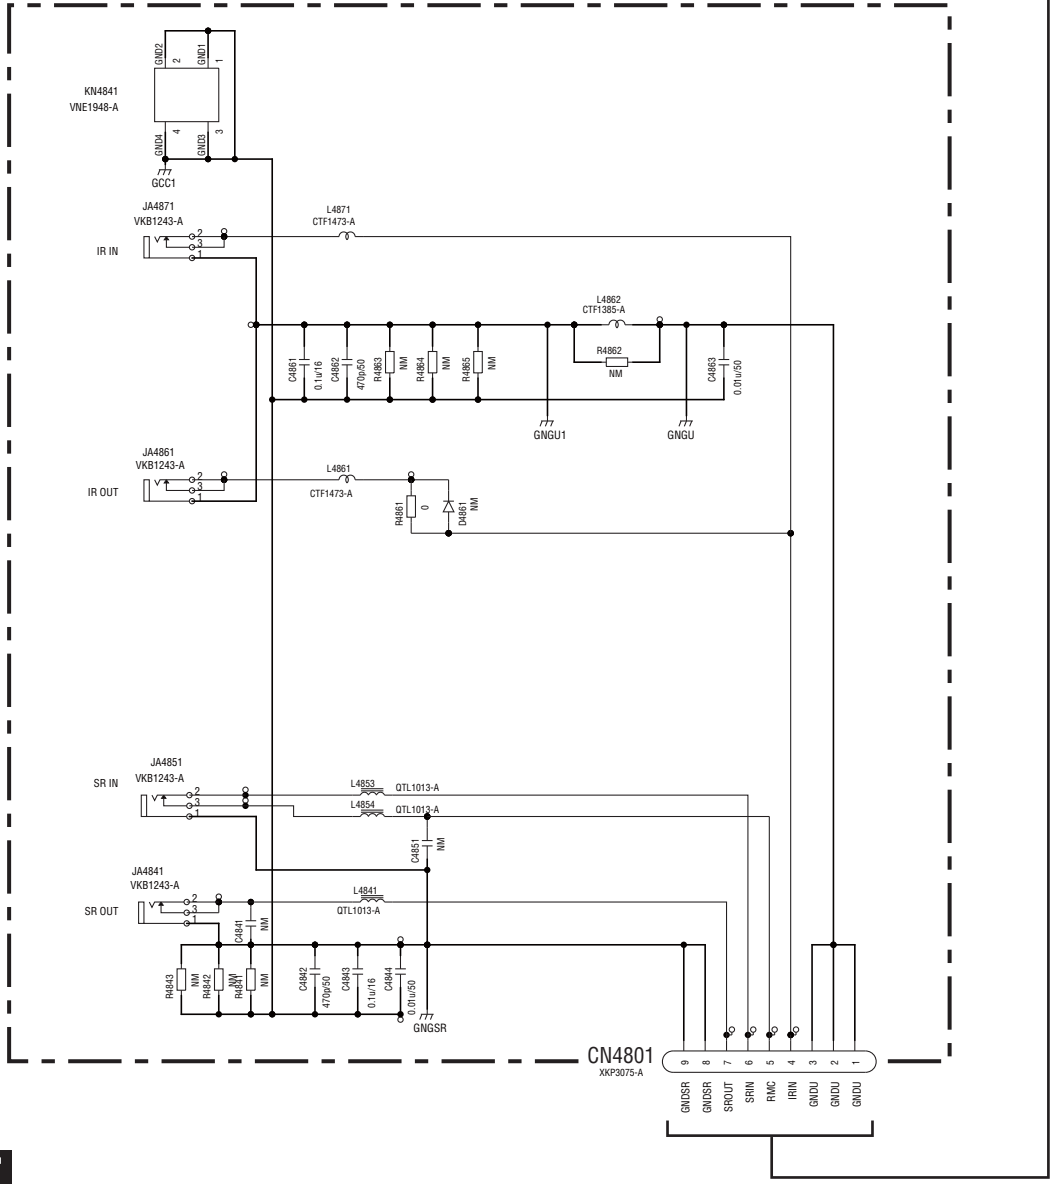 GND2
2
GND1
1
KN4841
VNE1948-A
GND4
4
GND3
3
GCC1
JA4871
VKB1243-A
L4871
CTF1473-A
IR IN
2
3
1
L4862
CTF1385-A
R4862
NM
C4861
0.1u/16
C4862
470p/50
R4863
NM
R4864
NM
R4865
NM
C4863
0.01u/50
GNGU1
GNGU
JA4861
VKB1243-A
L4861
CTF1473-A
IR OUT
2
3
1
R4861
0
D4861
NM
JA4851
VKB1243-A
SR IN
2
3
1
L4853
QTL1013-A
L4854
QTL1013-A
C4851
NM
JA4841
VKB1243-A
SR OUT
2
3
1
L4841
QTL1013-A
C4841
NM
R4843
NM
R4842
NM
R4841
NM
C4842
470p/50
C4843
0.1u/16
C4844
0.01u/50
GNGSR
CN4801
XKP3075-A
9 8 7 6 5 4 3 2 1
GNDSR
GNDSR
SROUT
SRIN
RMC
IRIN
GNDU
GNDU
GNDU